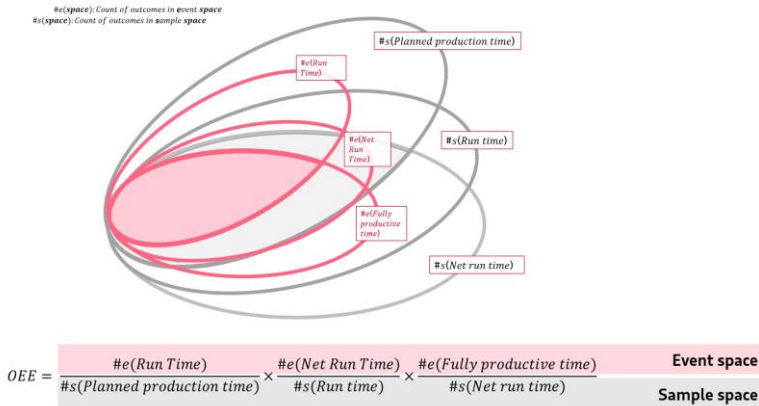 #e(space): Count of outcomes in event space
#s(space): Count of outcomes in sample space
#s(Planned production time)
#e(Run
Time)
#e(Net
Run
Time)
#s(Run time)
#e(Fully
productive
time)
#s(Net run time)
OEE = #e(Run Time)/#s(Planned production time) × #e(Net Run Time)/#s(Run time) × #e(Fully productive time)/#s(Net run time)
Event space
Sample space